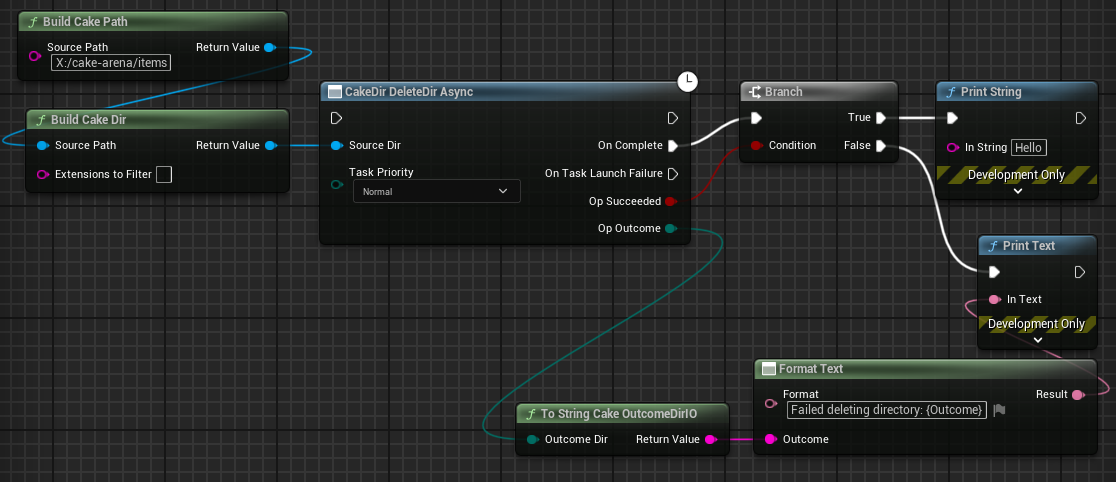 Build Cake Path
Source Path
Return Value
X:/cake-arena/items
Build Cake Dir
Source Path
Return Value
Extensions to Filter
CakeDir DeleteDir Async
Source Dir
On Complete
Task Priority
Normal
On Task Launch Failure
Op Succeeded
Op Outcome
Branch
True
Condition
False
Print String
In String Hello
Development Only
Print Text
In Text
Development Only
Format Text
Format
Result
Failed deleting directory: {Outcome}
Outcome
To String Cake OutcomeDirIO
Outcome Dir
Return Value